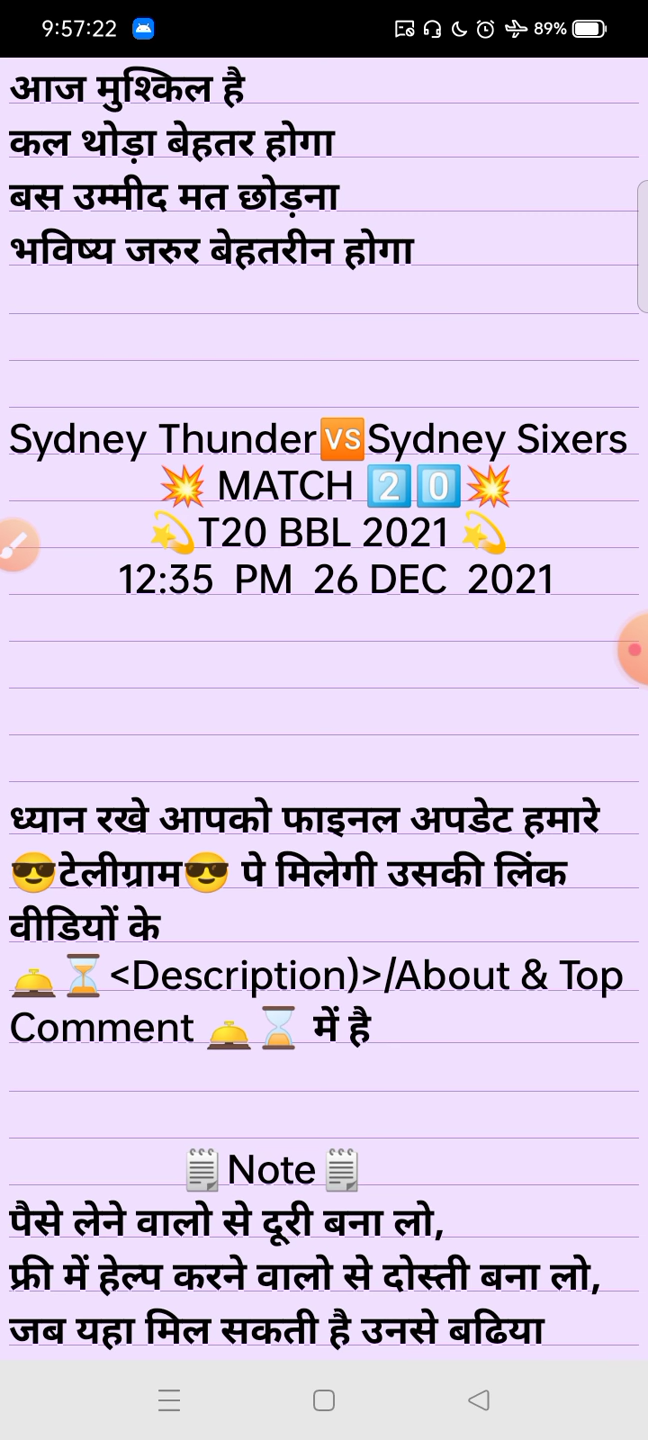 9:57:22
89%
आज मुश्किल है
कल थोड़ा बेहतर होगा
बस उम्मीद मत छोड़ना
भविष्य जरुर बेहतरीन होगा
Sydney Thunder🆚Sydney Sixers
💥 MATCH 2️⃣0️⃣💥
💫T20 BBL 2021 💫
12:35 PM 26 DEC 2021
ध्यान रखे आपको फाइनल अपडेट हमारे
😎टेलीग्राम😎 पे मिलेगी उसकी लिंक
वीडियों के
🛎️⏳<Description)>/About & Top
Comment 🛎️⌛ में है
🗒️Note🗒️
पैसे लेने वालो से दूरी बना लो,
फ्री में हेल्प करने वालो से दोस्ती बना लो,
जब यहा मिल सकती है उनसे बढिया